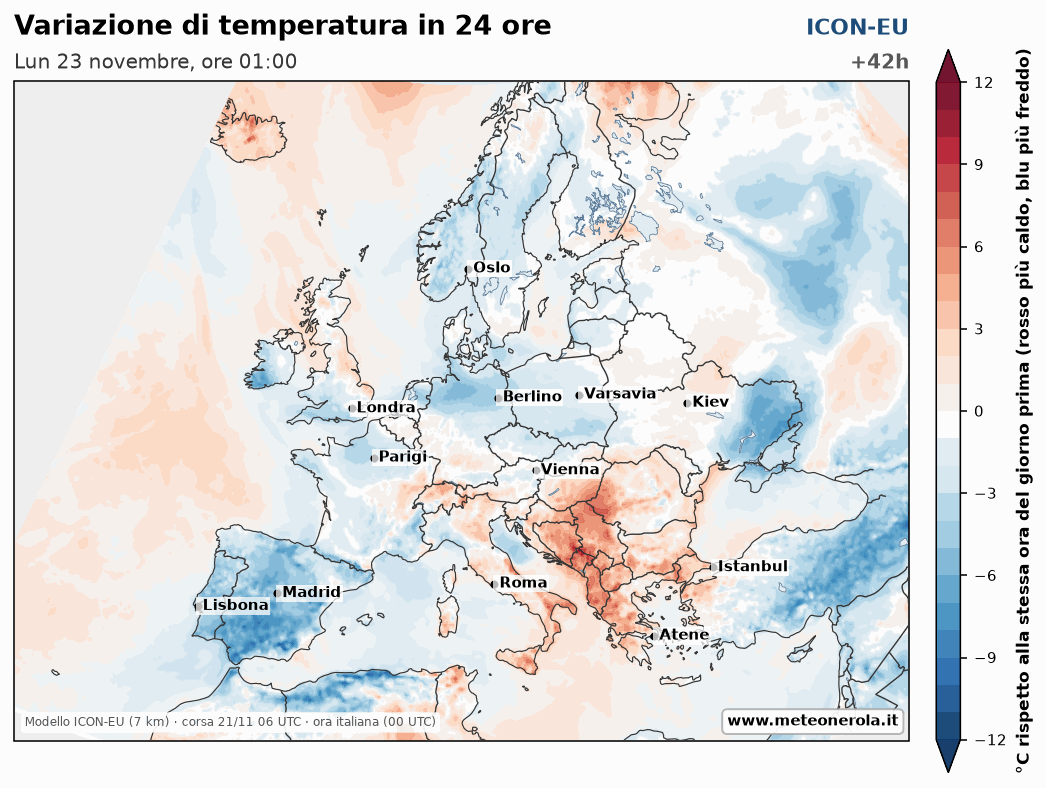 Variazione di temperatura in 24 ore
ICON-EU
Lun 23 novembre, ore 01:00
+42h
Oslo
Londra
Berlino
Varsavia
Kiev
Parigi
Vienna
Istanbul
Roma
Madrid
Lisbona
Atene
Modello ICON-EU (7 km) · corsa 21/11 06 UTC · ora italiana (00 UTC)
www.meteonerola.it
12
9
6
3
0
−3
−6
−9
−12
°C rispetto alla stessa ora del giorno prima (rosso più caldo, blu più freddo)